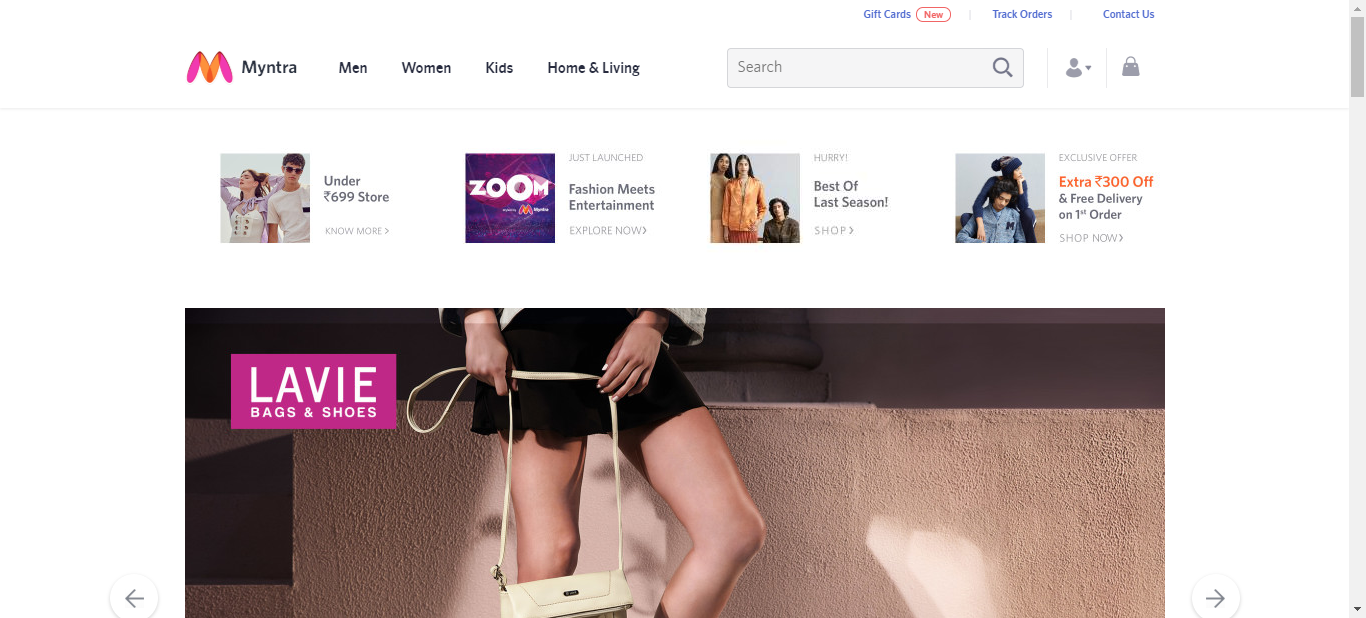 Gift Cards New Track Orders Contact Us
Myntra Men Women Kids Home & Living Search
Under
₹699 Store
KNOW MORE >
ZOOM
Myntra
JUST LAUNCHED
Fashion Meets
Entertainment
EXPLORE NOW>
HURRY!
Best Of
Last Season!
SHOP >
M
EXCLUSIVE OFFER
Extra ₹300 Off
& Free Delivery
on 1st Order
SHOP NOW>
LAVIE
BAGS & SHOES